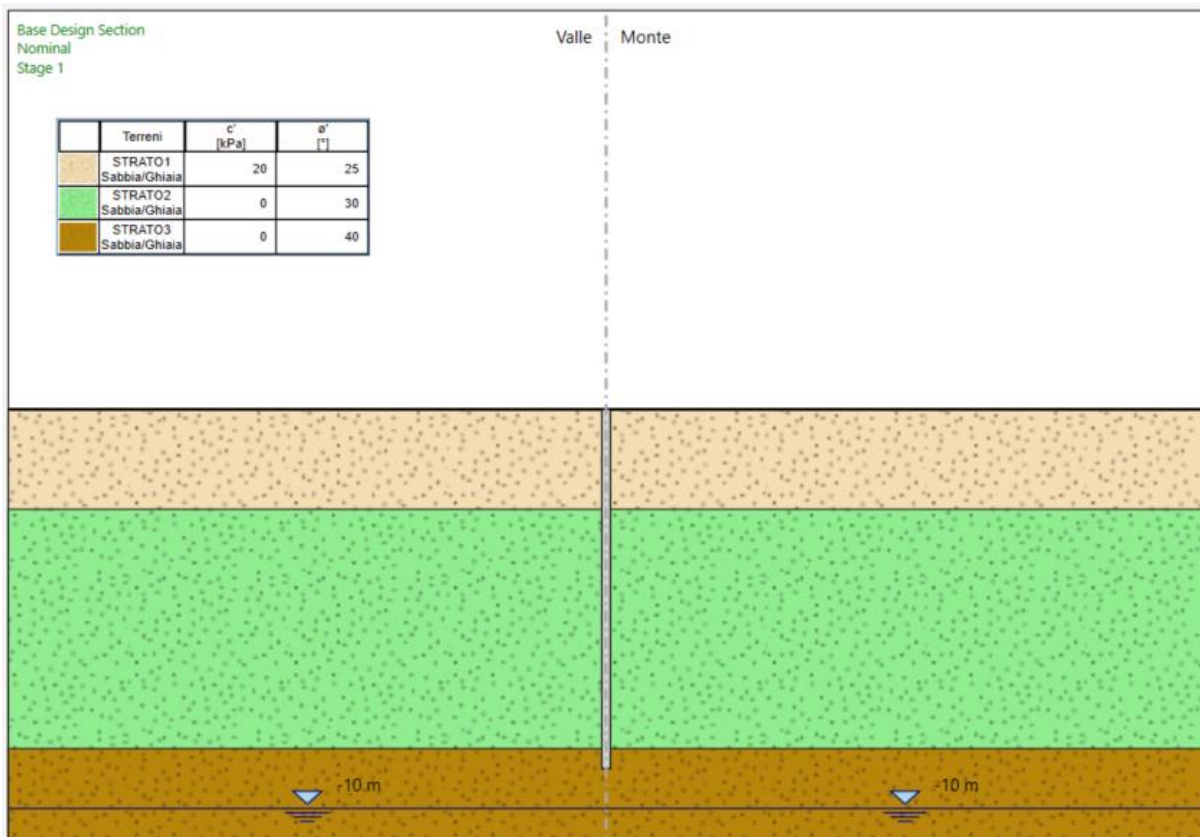 Base Design Section
Nominal
Stage 1
Valle
Monte
Terreni c' [kPa] ø' [°]
STRATO1 Sabbia/Ghiaia 20 25
STRATO2 Sabbia/Ghiaia 0 30
STRATO3 Sabbia/Ghiaia 0 40
-10 m
-10 m